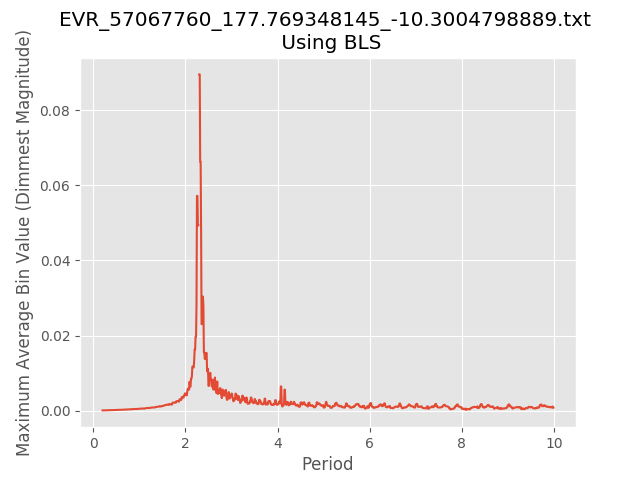 EVR_57067760_177.769348145_-10.3004798889.txt
Using BLS
Maximum Average Bin Value (Dimmest Magnitude)
0.08
0.06
0.04
0.02
0.00
0 2 4 6 8 10
Period